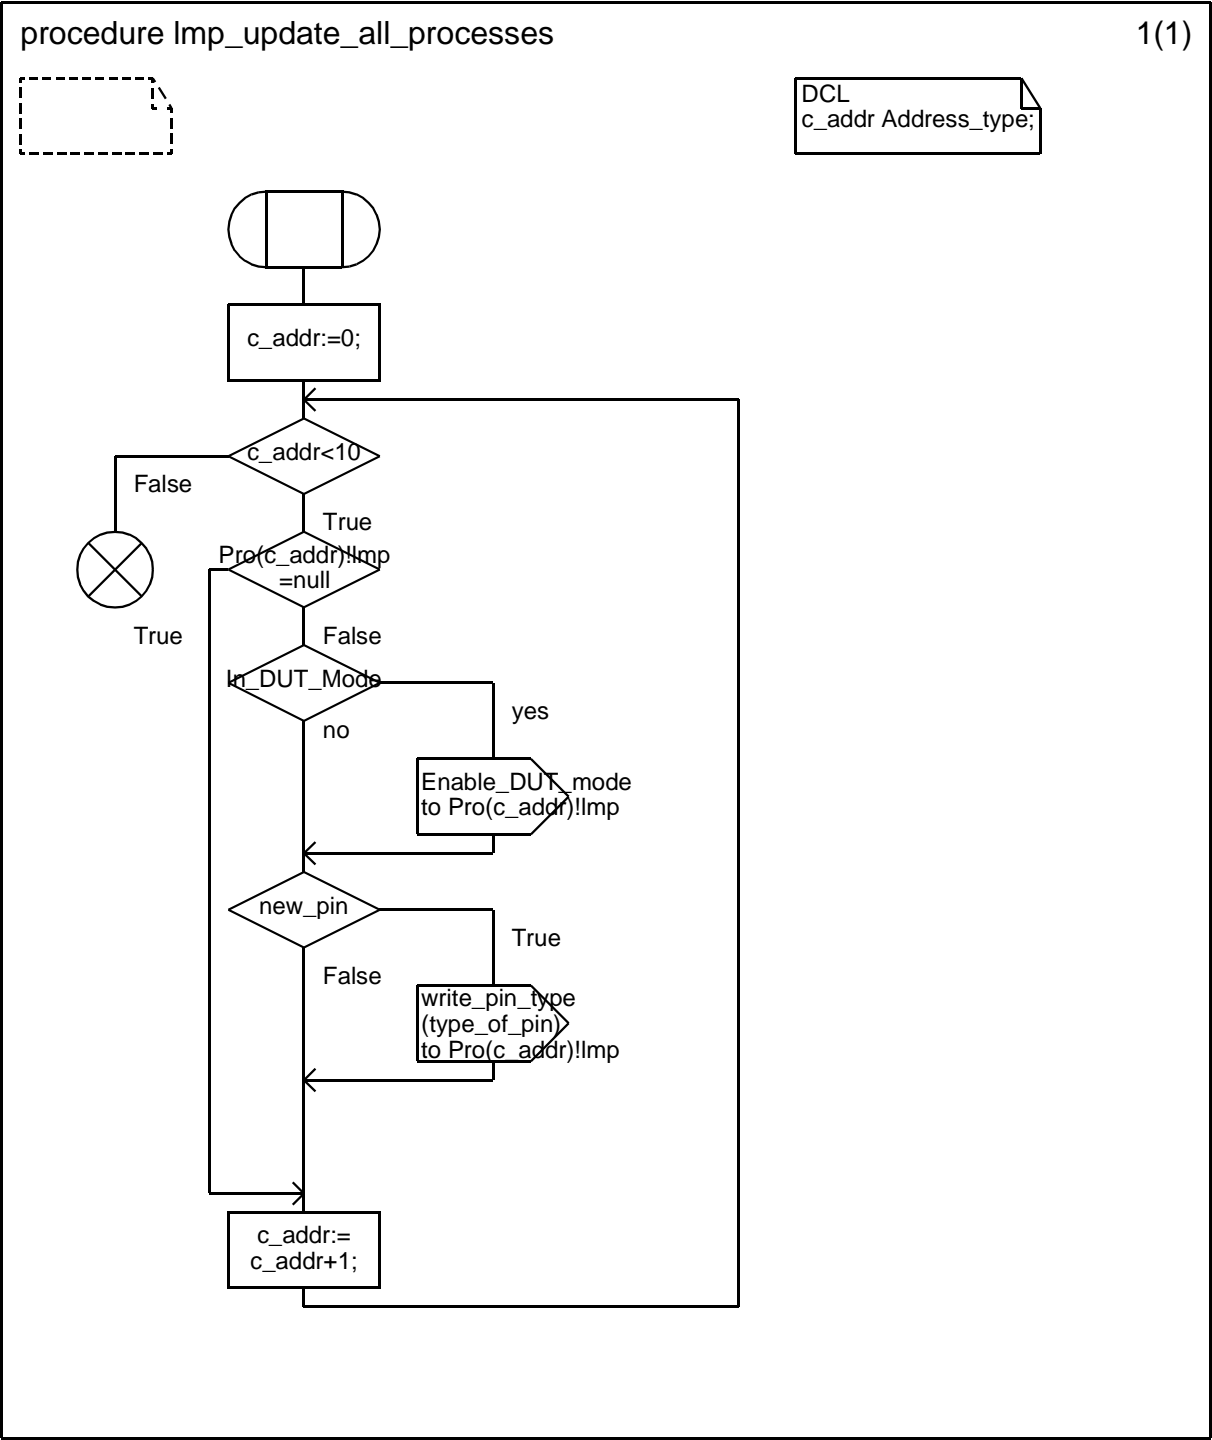 procedure lmp_update_all_processes
1(1)
DCL
c_addr Address_type;
c_addr:=0;
c_addr<10
False
True
Pro(c_addr)!lmp
=null
True
False
In_DUT_Mode
yes
no
Enable_DUT_mode
to Pro(c_addr)!lmp
new_pin
True
False
write_pin_type
(type_of_pin)
to Pro(c_addr)!lmp
c_addr:=
c_addr+1;